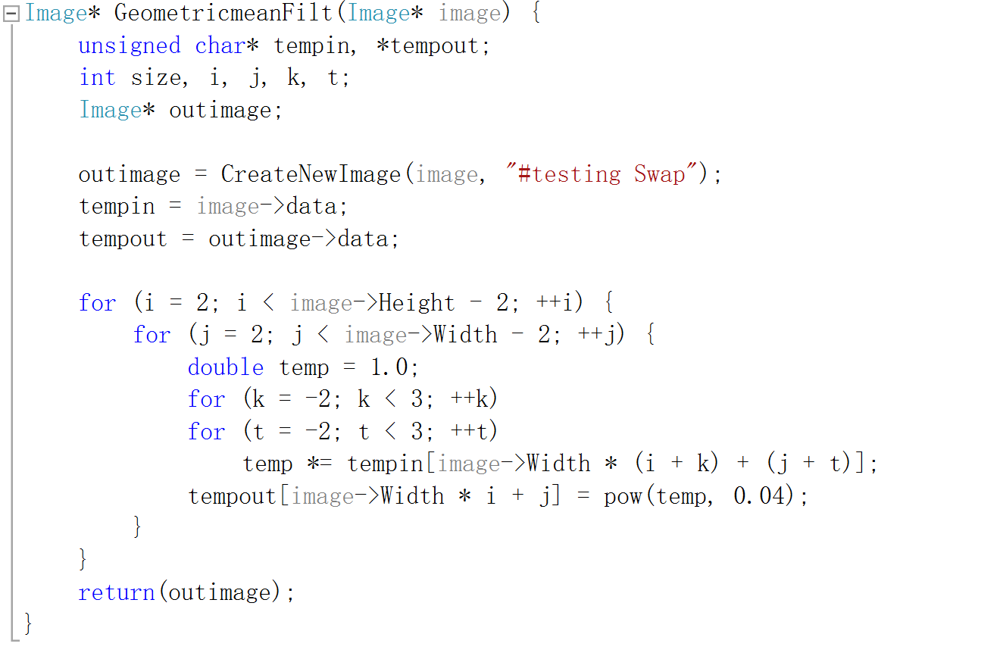 Image* GeometricmeanFilt(Image* image) {
    unsigned char* tempin, *tempout;
    int size, i, j, k, t;
    Image* outimage;

    outimage = CreateNewImage(image, "#testing Swap");
    tempin = image->data;
    tempout = outimage->data;

    for (i = 2; i < image->Height - 2; ++i) {
        for (j = 2; j < image->Width - 2; ++j) {
            double temp = 1.0;
            for (k = -2; k < 3; ++k)
            for (t = -2; t < 3; ++t)
                temp *= tempin[image->Width * (i + k) + (j + t)];
            tempout[image->Width * i + j] = pow(temp, 0.04);
        }
    }
    return(outimage);
}